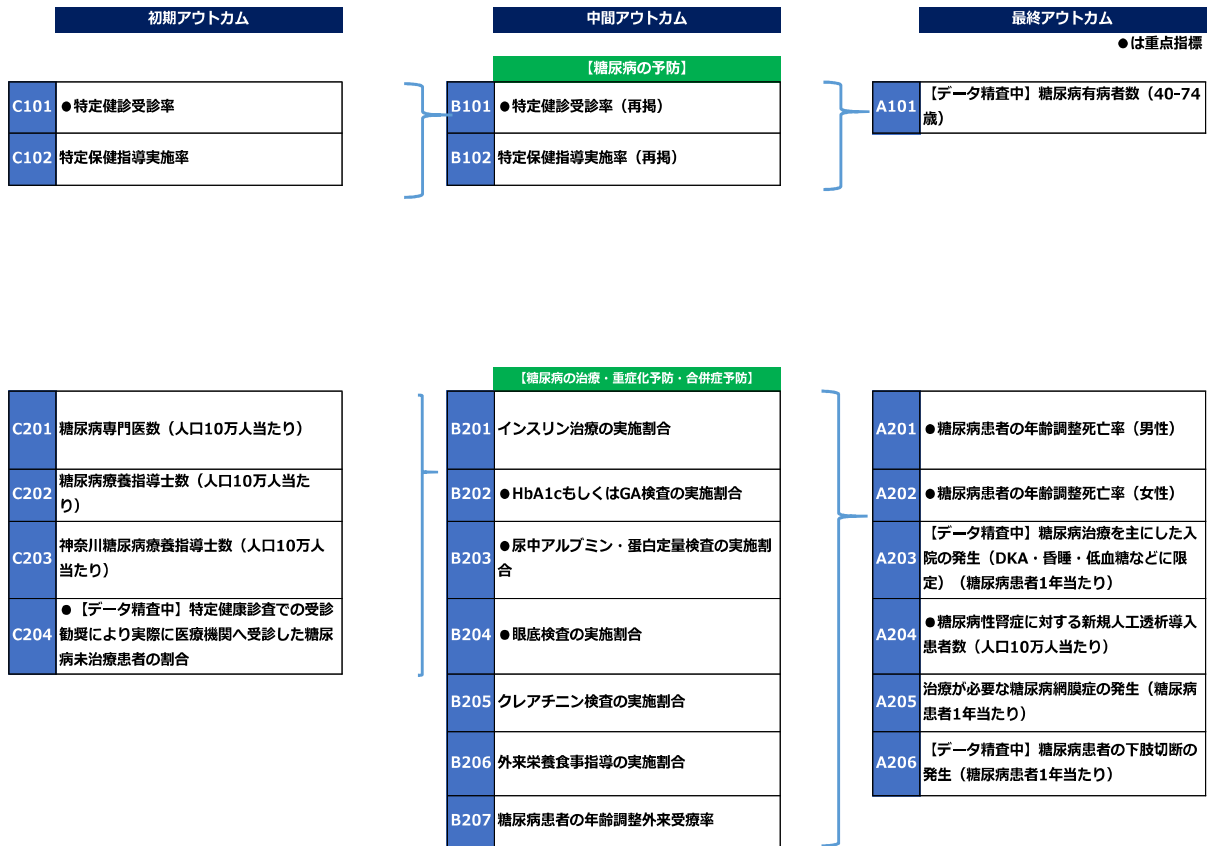 初期アウトカム
中間アウトカム
最終アウトカム
●は重点指標
【糖尿病の予防】
C101 ●特定健診受診率
C102 特定保健指導実施率
B101 ●特定健診受診率（再掲）
B102 特定保健指導実施率（再掲）
A101 【データ精査中】糖尿病有病者数（40-74
歳）
【糖尿病の治療・重症化予防・合併症予防】
C201 糖尿病専門医数（人口10万人当たり）
C202 糖尿病療養指導士数（人口10万人当た
り）
C203 神奈川糖尿病療養指導士数（人口10万人
当たり）
C204 ●【データ精査中】特定健康診査での受診
勧奨により実際に医療機関へ受診した糖尿
病未治療患者の割合
B201 インスリン治療の実施割合
B202 ●HbA1cもしくはGA検査の実施割合
B203 ●尿中アルブミン・蛋白定量検査の実施割
合
B204 ●眼底検査の実施割合
B205 クレアチニン検査の実施割合
B206 外来栄養食事指導の実施割合
B207 糖尿病患者の年齢調整外来受療率
A201 ●糖尿病患者の年齢調整死亡率（男性）
A202 ●糖尿病患者の年齢調整死亡率（女性）
A203 【データ精査中】糖尿病治療を主にした入
院の発生（DKA・昏睡・低血糖などに限
定）（糖尿病患者1年当たり）
A204 ●糖尿病性腎症に対する新規人工透析導入
患者数（人口10万人当たり）
A205 治療が必要な糖尿病網膜症の発生（糖尿病
患者1年当たり）
A206 【データ精査中】糖尿病患者の下肢切断の
発生（糖尿病患者1年当たり）